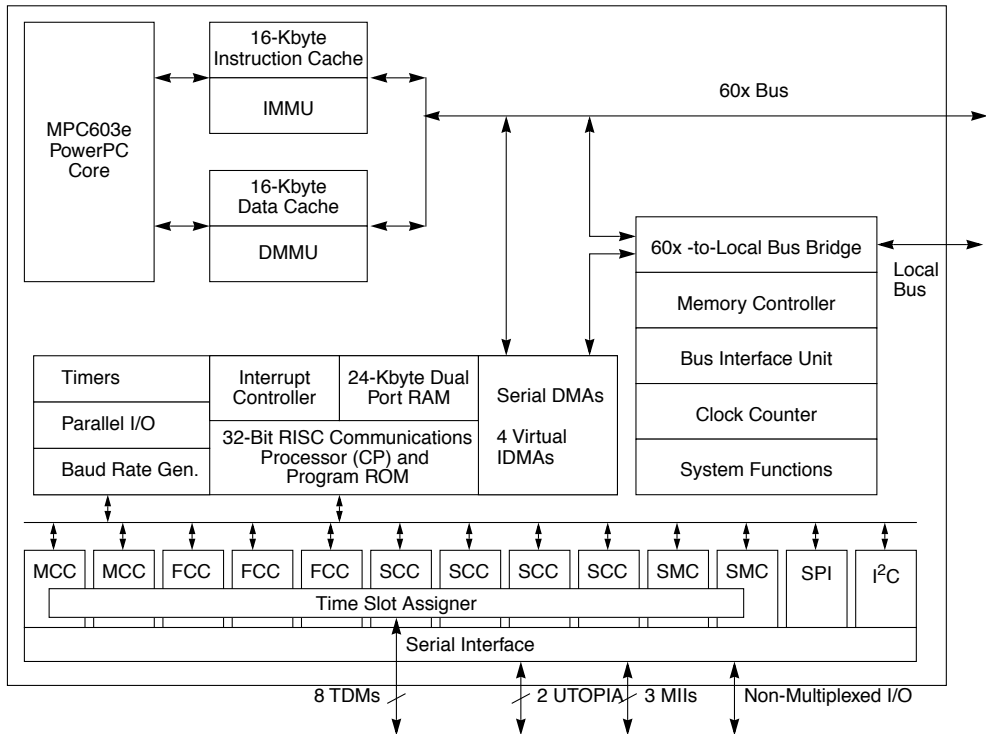 16-Kbyte
Instruction Cache
IMMU
60x Bus
MPC603e
PowerPC
Core
16-Kbyte
Data Cache
DMMU
60x -to-Local Bus Bridge
Local
Bus
Memory Controller
Bus Interface Unit
Clock Counter
System Functions
Timers
Parallel I/O
Baud Rate Gen.
Interrupt
Controller
24-Kbyte Dual
Port RAM
32-Bit RISC Communications
Processor (CP) and
Program ROM
Serial DMAs
4 Virtual
IDMAs
MCC MCC FCC FCC FCC SCC SCC SCC SCC SMC SMC SPI I²C
Time Slot Assigner
Serial Interface
8 TDMs 2 UTOPIA 3 MIIs Non-Multiplexed I/O